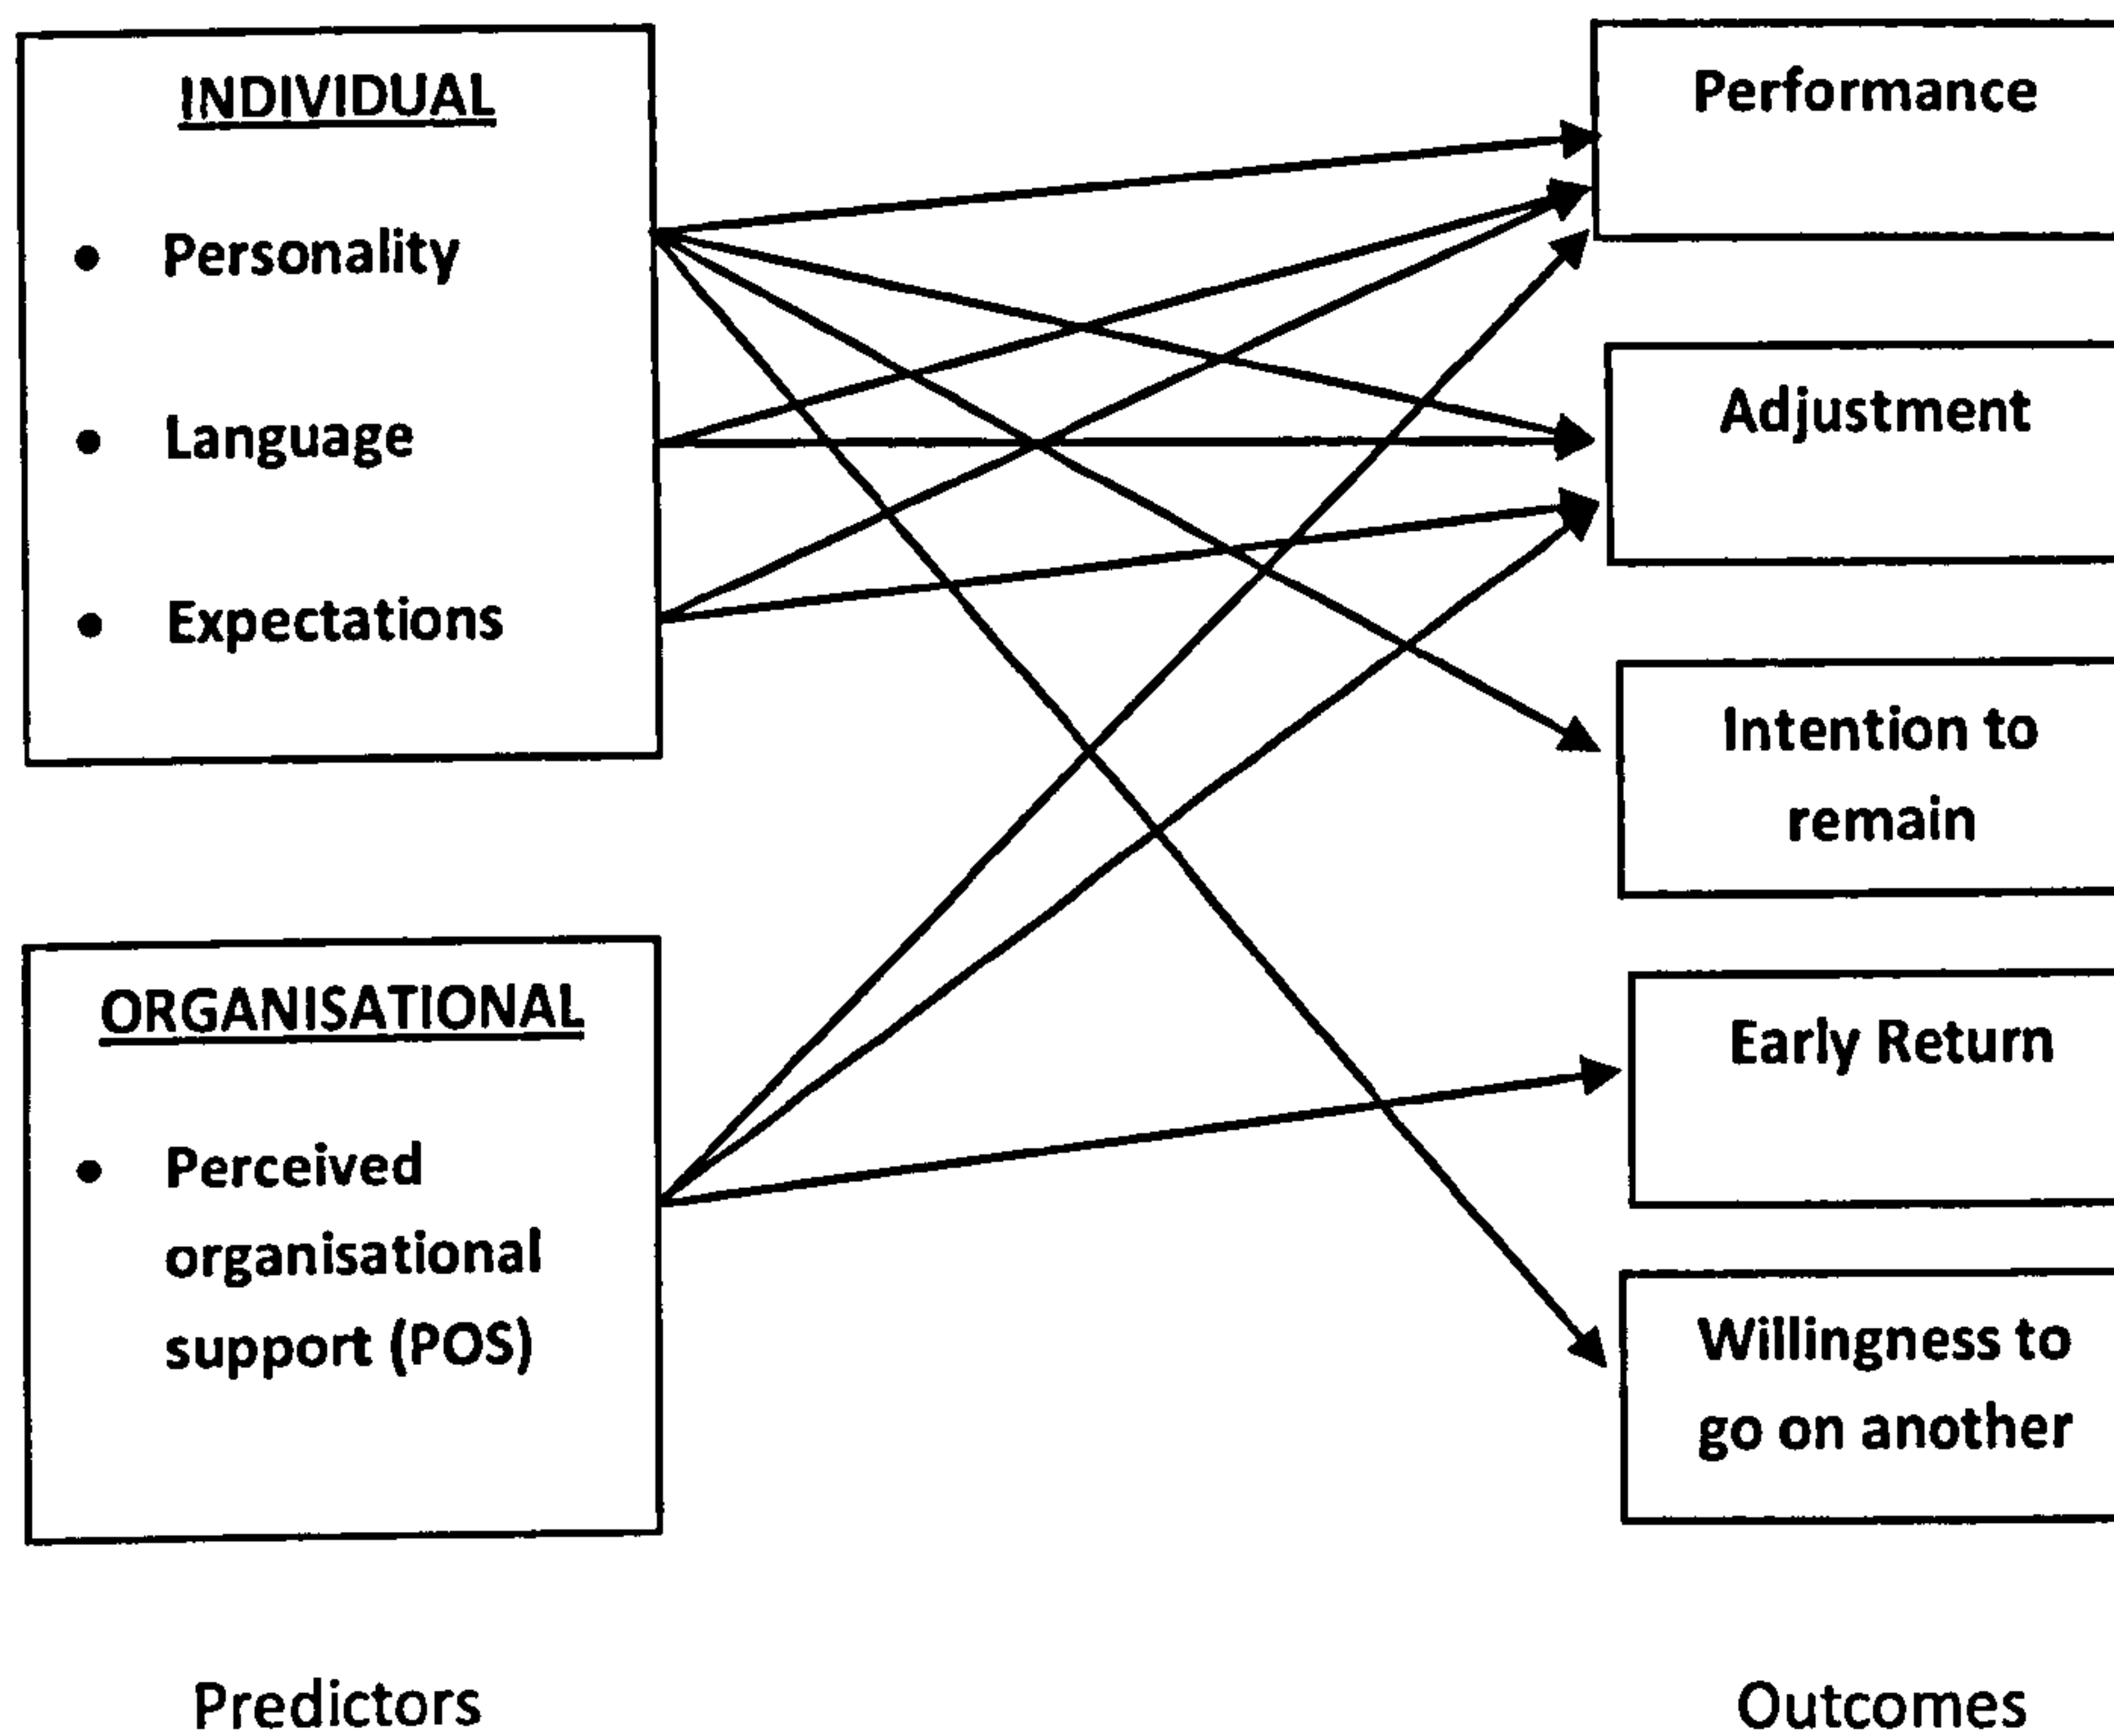 INDIVIDUAL
• Personality
• Language
• Expectations
ORGANISATIONAL
• Perceived
organisational
support (POS)
Predictors
Performance
Adjustment
Intention to
remain
Early Return
Willingness to
go on another
Outcomes